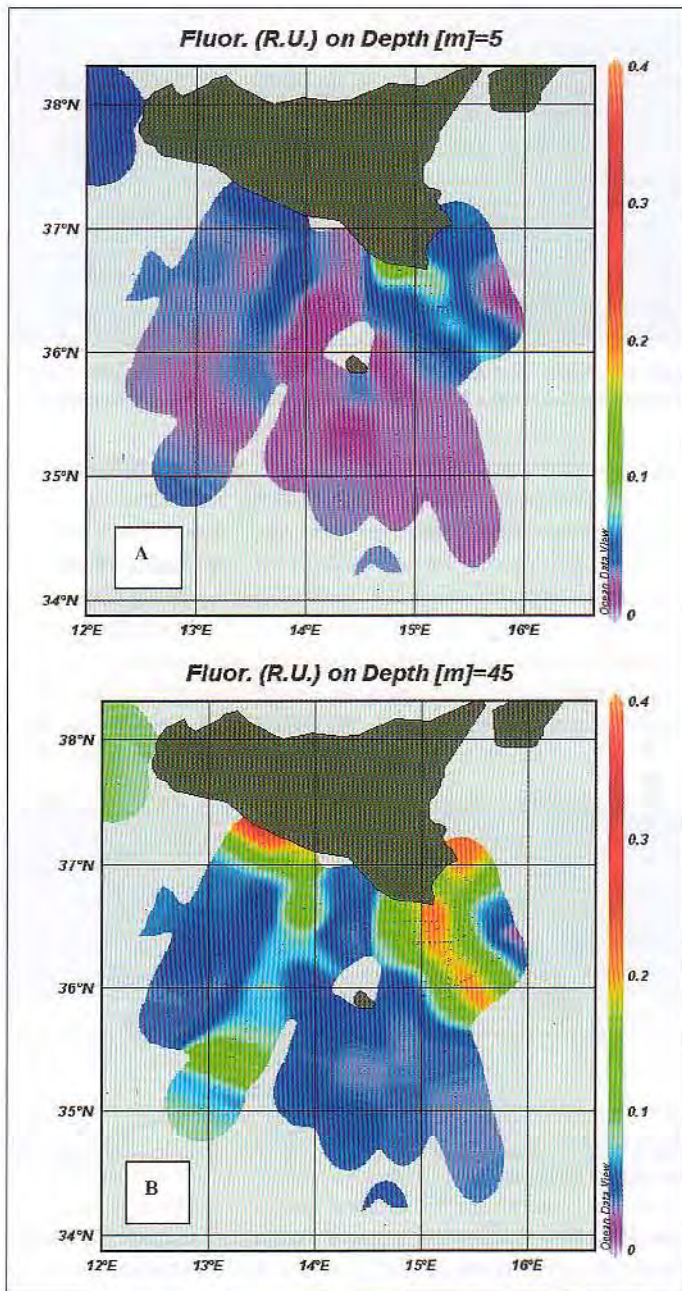 Fluor. (R.U.) on Depth [m]=5
38°N
37°N
36°N
35°N
34°N
12°E
13°E
14°E
15°E
16°E
0.4
0.3
0.2
0.1
0
Ocean Data View
A
Fluor. (R.U.) on Depth [m]=45
38°N
37°N
36°N
35°N
34°N
12°E
13°E
14°E
15°E
16°E
0.4
0.3
0.2
0.1
0
Ocean Data View
B